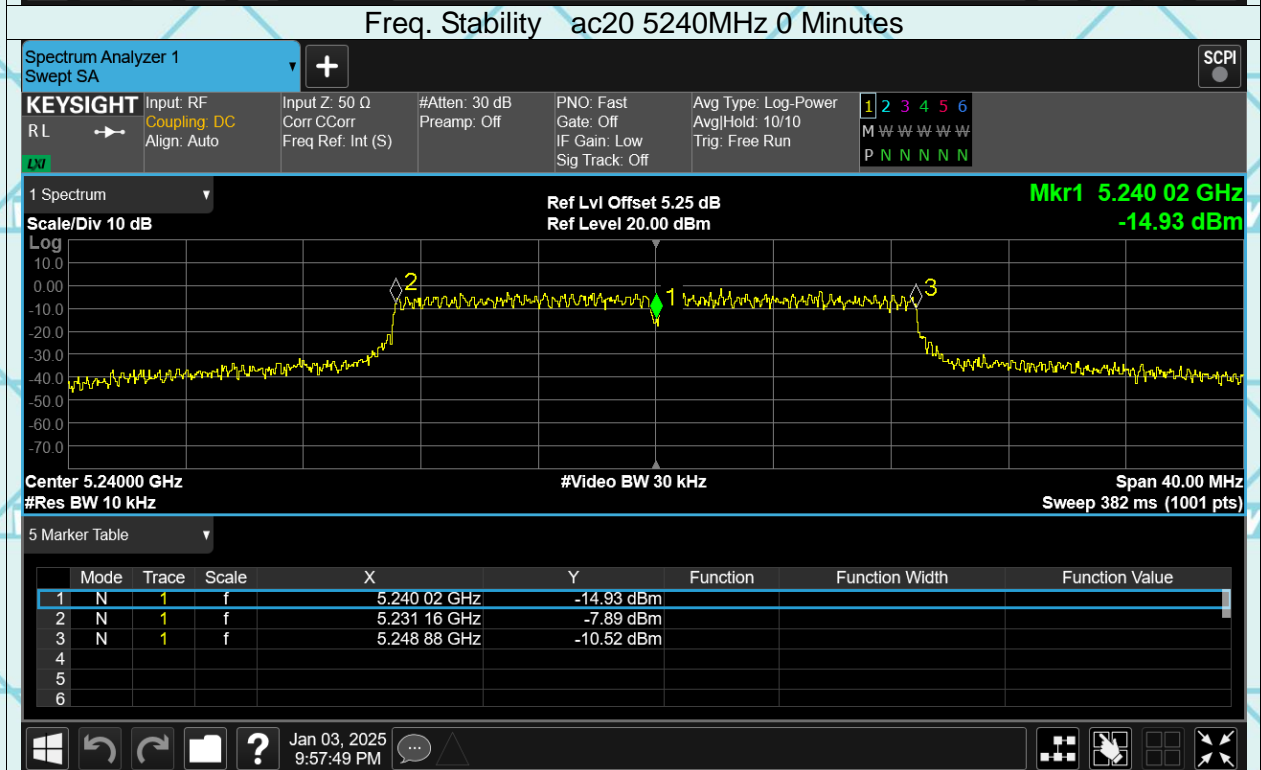 Freq. Stability ac20 5240MHz 0 Minutes
Spectrum Analyzer 1
Swept SA
SCPI
KEYSIGHT
R L
LXI
Input: RF
Coupling: DC
Align: Auto
Input Z: 50 Ω
Corr CCorr
Freq Ref: Int (S)
#Atten: 30 dB
Preamp: Off
PNO: Fast
Gate: Off
IF Gain: Low
Sig Track: Off
Avg Type: Log-Power
Avg|Hold: 10/10
Trig: Free Run
1 2 3 4 5 6
M W W W W W
P N N N N N
1 Spectrum
Scale/Div 10 dB
Ref Lvl Offset 5.25 dB
Ref Level 20.00 dBm
Mkr1 5.240 02 GHz
-14.93 dBm
Log
10.0
0.00
-10.0
-20.0
-30.0
-40.0
-50.0
-60.0
-70.0
2
1
3
Center 5.24000 GHz
#Res BW 10 kHz
#Video BW 30 kHz
Span 40.00 MHz
Sweep 382 ms (1001 pts)
5 Marker Table
Mode Trace Scale X Y Function Function Width Function Value
1 N 1 f 5.240 02 GHz -14.93 dBm
2 N 1 f 5.231 16 GHz -7.89 dBm
3 N 1 f 5.248 88 GHz -10.52 dBm
4
5
6
?
Jan 03, 2025
9:57:49 PM